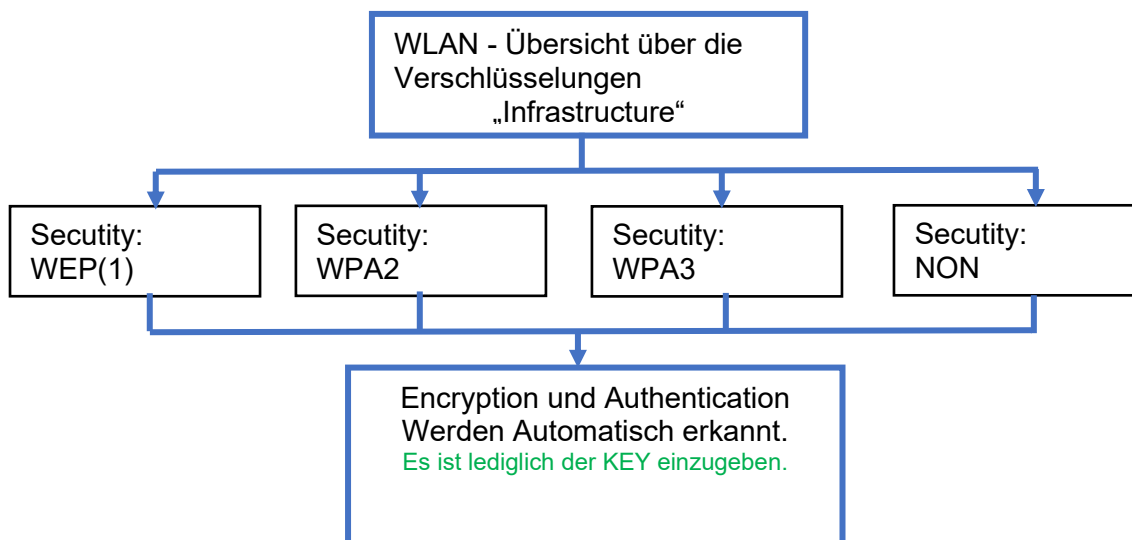 WLAN - Übersicht über die
Verschlüsselungen
„Infrastructure“
Secutity:
WEP(1)
Secutity:
WPA2
Secutity:
WPA3
Secutity:
NON
Encryption und Authentication
Werden Automatisch erkannt.
Es ist lediglich der KEY einzugeben.